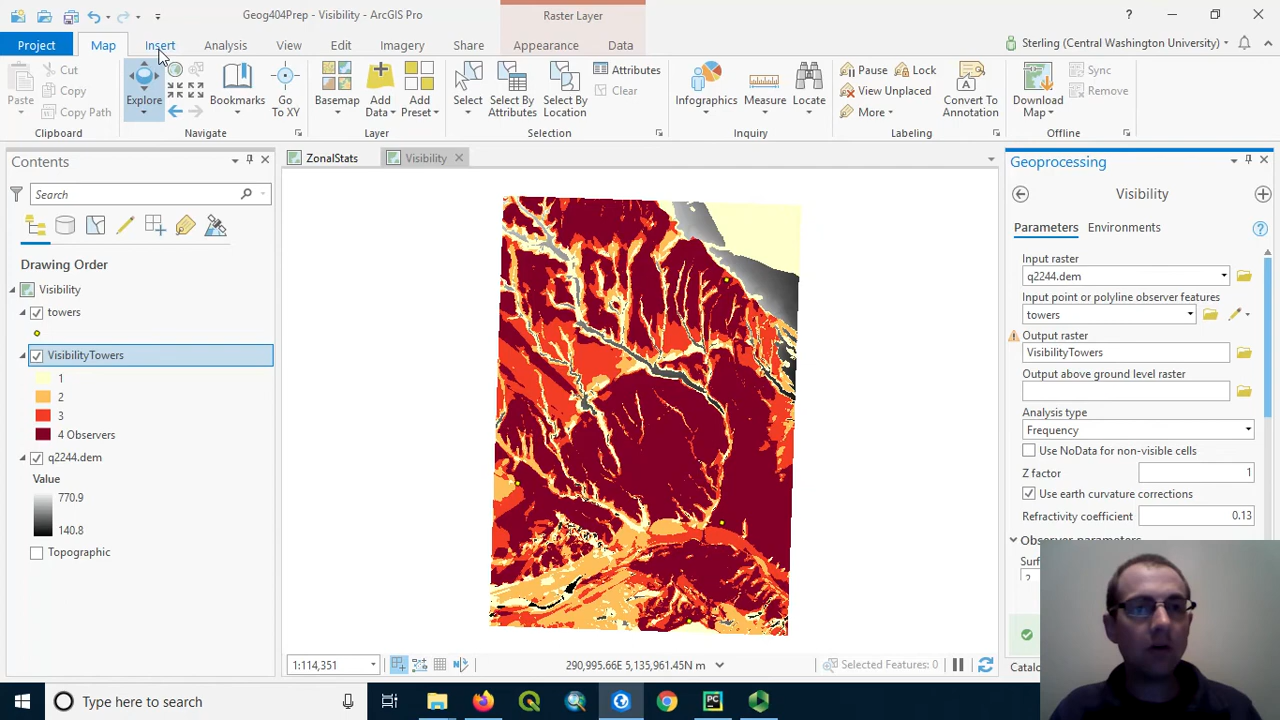 Geog404Prep - Visibility - ArcGIS Pro
Raster Layer
?
Project
Map
Insert
Analysis
View
Edit
Imagery
Share
Appearance
Data
Sterling (Central Washington University)
Paste
Cut
Copy
Copy Path
Clipboard
Explore
Bookmarks
Go To XY
Navigate
Basemap
Add Data
Add Preset
Layer
Select
Select By Attributes
Select By Location
Attributes
Clear
Selection
Infographics
Measure
Locate
Inquiry
Pause
Lock
View Unplaced
More
Convert To Annotation
Labeling
Download Map
Sync
Remove
Offline
Contents
Search
Drawing Order
Visibility
towers
VisibilityTowers
1
2
3
4 Observers
q2244.dem
Value
770.9
140.8
Topographic
ZonalStats
Visibility
1:114,351
290,995.66E 5,135,961.45N m
Selected Features: 0
Geoprocessing
Visibility
Parameters
Environments
Input raster
q2244.dem
Input point or polyline observer features
towers
Output raster
VisibilityTowers
Output above ground level raster
Analysis type
Frequency
Use NoData for non-visible cells
Z factor
1
Use earth curvature corrections
Refractivity coefficient
0.13
Type here to search